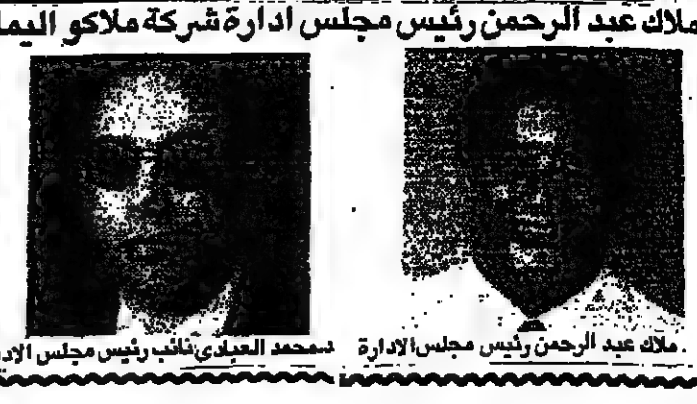 ملاك عبد الرحمن رئيس مجلس ادارة شركة ملاكو
ملاك عبد الرحمن رئيس مجلس الادارة
د.محمد العبادي نائب رئيس مجلس